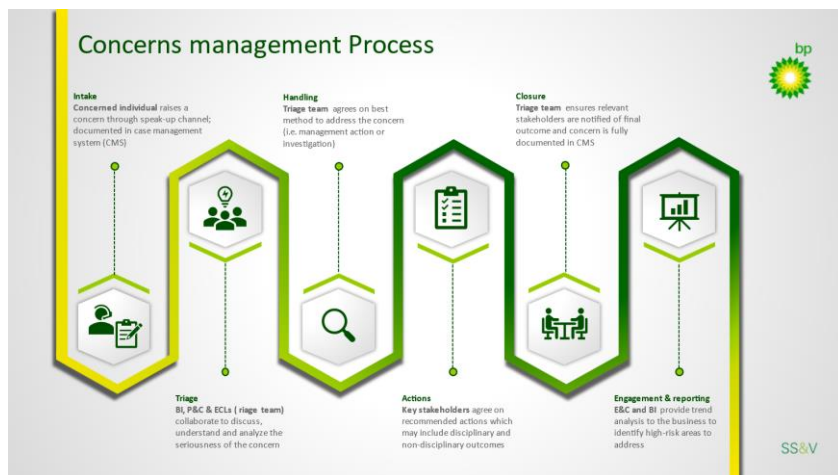 Concerns management Process
bp
Intake
Concerned individual raises a
concern through speak-up channel;
documented in case management
system (CMS)
Handling
Triage team agrees on best
method to address the concern
(i.e. management action or
investigation)
Closure
Triage team ensures relevant
stakeholders are notified of final
outcome and concern is fully
documented in CMS
Triage
BI, P&C & ECLs ( riage team)
collaborate to discuss,
understand and analyze the
seriousness of the concern
Actions
Key stakeholders agree on
recommended actions which
may include disciplinary and
non-disciplinary outcomes
Engagement & reporting
E&C and BI provide trend
analysis to the business to
identify high-risk areas to
address
SS&V